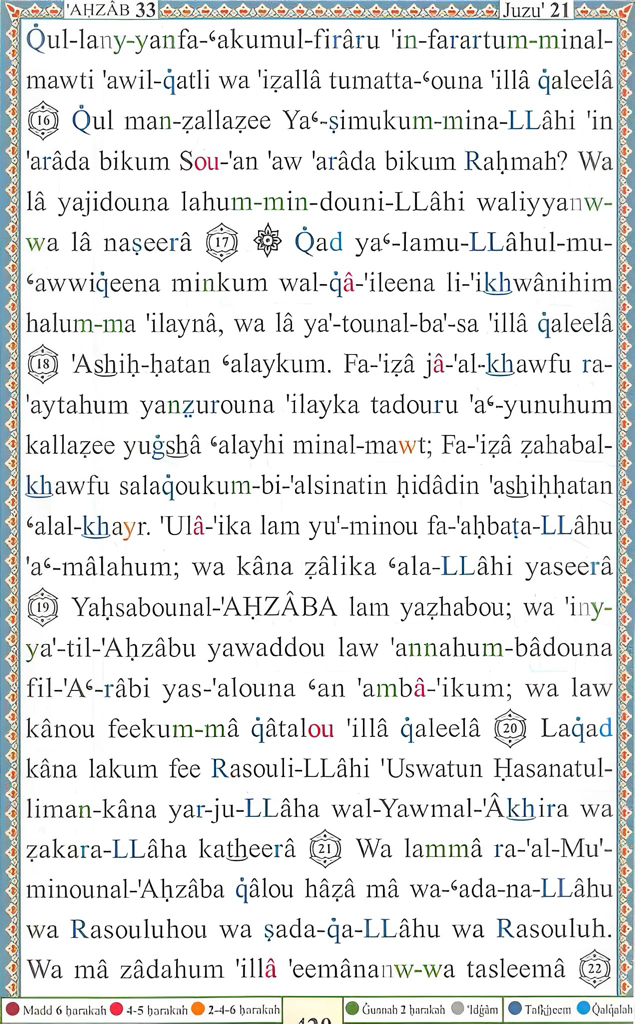 'AḤZÂB 33
Juzu' 21
Q̇ul-lany-yanfa-ʿakumul-firâru 'in-farartum-minal-
mawti 'awil-q̇atli wa 'iẓallâ tumatta-ʿouna 'illâ q̇aleelâ
16 Q̇ul man-ẓallaẓee Yaʿ-ṣimukum-mina-LLâhi 'in
'arâda bikum Sou-'an 'aw 'arâda bikum Raḥmah? Wa
lâ yajidouna lahum-min-douni-LLâhi waliyyanw-
wa lâ naṣeerâ 17 ۞ Q̇ad yaʿ-lamu-LLâhul-mu-
ʿawwiq̇eena minkum wal-q̇â-'ileena li-'ikhwânihim
halum-ma 'ilaynâ, wa lâ ya'-tounal-ba'-sa 'illâ q̇aleelâ
18 'Ashiḥ-ḥatan ʿalaykum. Fa-'iẓâ jâ-'al-khawfu ra-
'aytahum yanẓurouna 'ilayka tadouru 'aʿ-yunuhum
kallaẓee yuġshâ ʿalayhi minal-mawt; Fa-'iẓâ ẓahabal-
khawfu salaq̇oukum-bi-'alsinatin ḥidâdin 'ashiḥḥatan
ʿalal-khayr. 'Ulâ-'ika lam yu'-minou fa-'aḥbaṭa-LLâhu
'aʿ-mâlahum; wa kâna ẓâlika ʿala-LLâhi yaseerâ
19 Yaḥsabounal-'AḤZÂBA lam yaẓhabou; wa 'iny-
ya'-til-'Aḥzâbu yawaddou law 'annahum-bâdouna
fil-'Aʿ-râbi yas-'alouna ʿan 'ambâ-'ikum; wa law
kânou feekum-mâ q̇âtalou 'illâ q̇aleelâ 20 Laq̇ad
kâna lakum fee Rasouli-LLâhi 'Uswatun Ḥasanatul-
liman-kâna yar-ju-LLâha wal-Yawmal-'Âkhira wa
ẓakara-LLâha katheerâ 21 Wa lammâ ra-'al-Mu'-
minounal-'Aḥzâba q̇âlou hâẓâ mâ wa-ʿada-na-LLâhu
wa Rasouluhou wa ṣada-q̇a-LLâhu wa Rasouluh.
Wa mâ zâdahum 'illâ 'eemânanw-wa tasleemâ 22
Madd 6 ḥarakah 4-5 ḥarakah 2-4-6 ḥarakah Ġunnah 2 ḥarakah 'Idġâm Tafkheem Q̇alq̇alah